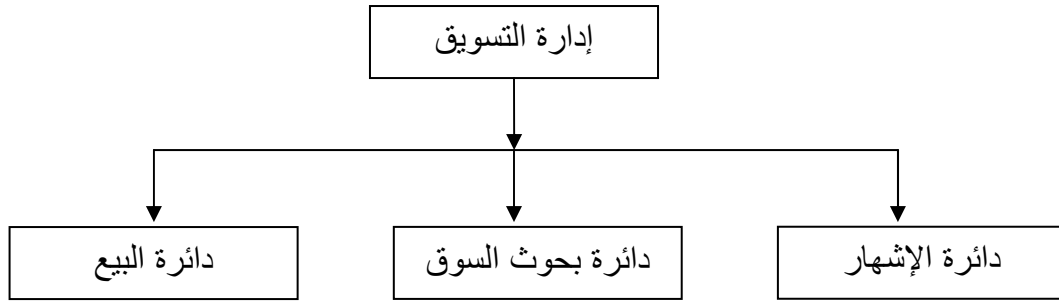 إدارة التسويق
دائرة الإشهار
دائرة بحوث السوق
دائرة البيع